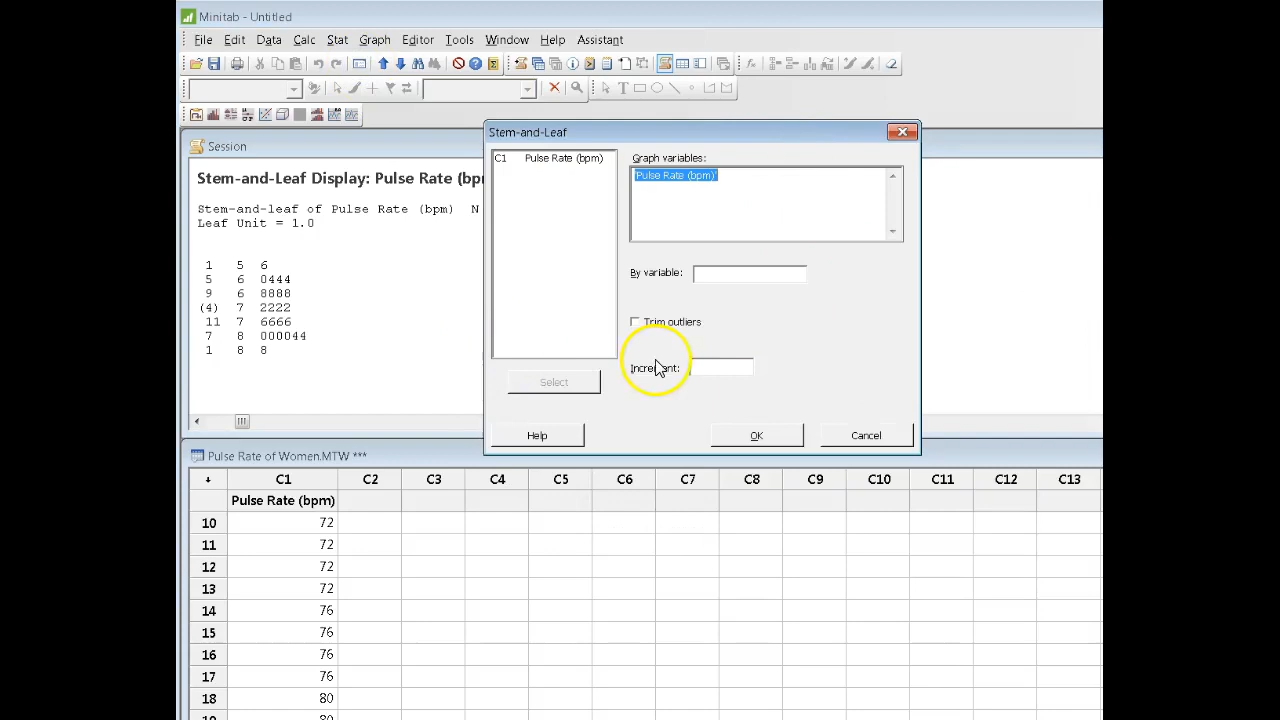 Minitab - Untitled
File Edit Data Calc Stat Graph Editor Tools Window Help Assistant
Session
Stem-and-Leaf Display: Pulse Rate
Stem-and-leaf of Pulse Rate (bpm) N
Leaf Unit = 1.0
1 5 6
5 6 0444
9 6 8888
(4) 7 2222
11 7 6666
7 8 000044
1 8 8
Stem-and-Leaf
C1 Pulse Rate (bpm)
Graph variables:
'Pulse Rate (bpm)'
By variable:
Trim outliers
Increment:
Select
Help OK Cancel
Pulse Rate of Women.MTW ***
C1 C2 C3 C4 C5 C6 C7 C8 C9 C10 C11 C12 C13
Pulse Rate (bpm)
10 72
11 72
12 72
13 72
14 76
15 76
16 76
17 76
18 80